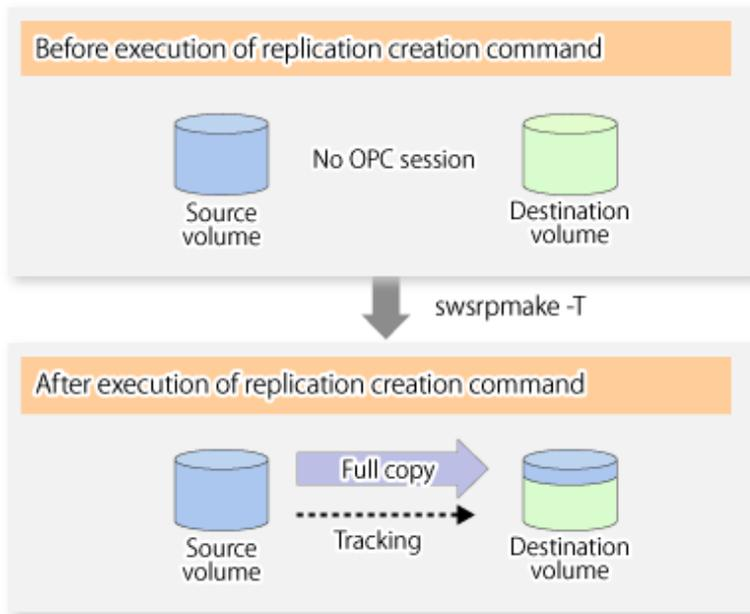 Before execution of replication creation command
No OPC session
Source
volume
Destination
volume
swsrpmake -T
After execution of replication creation command
Full copy
Tracking
Source
volume
Destination
volume